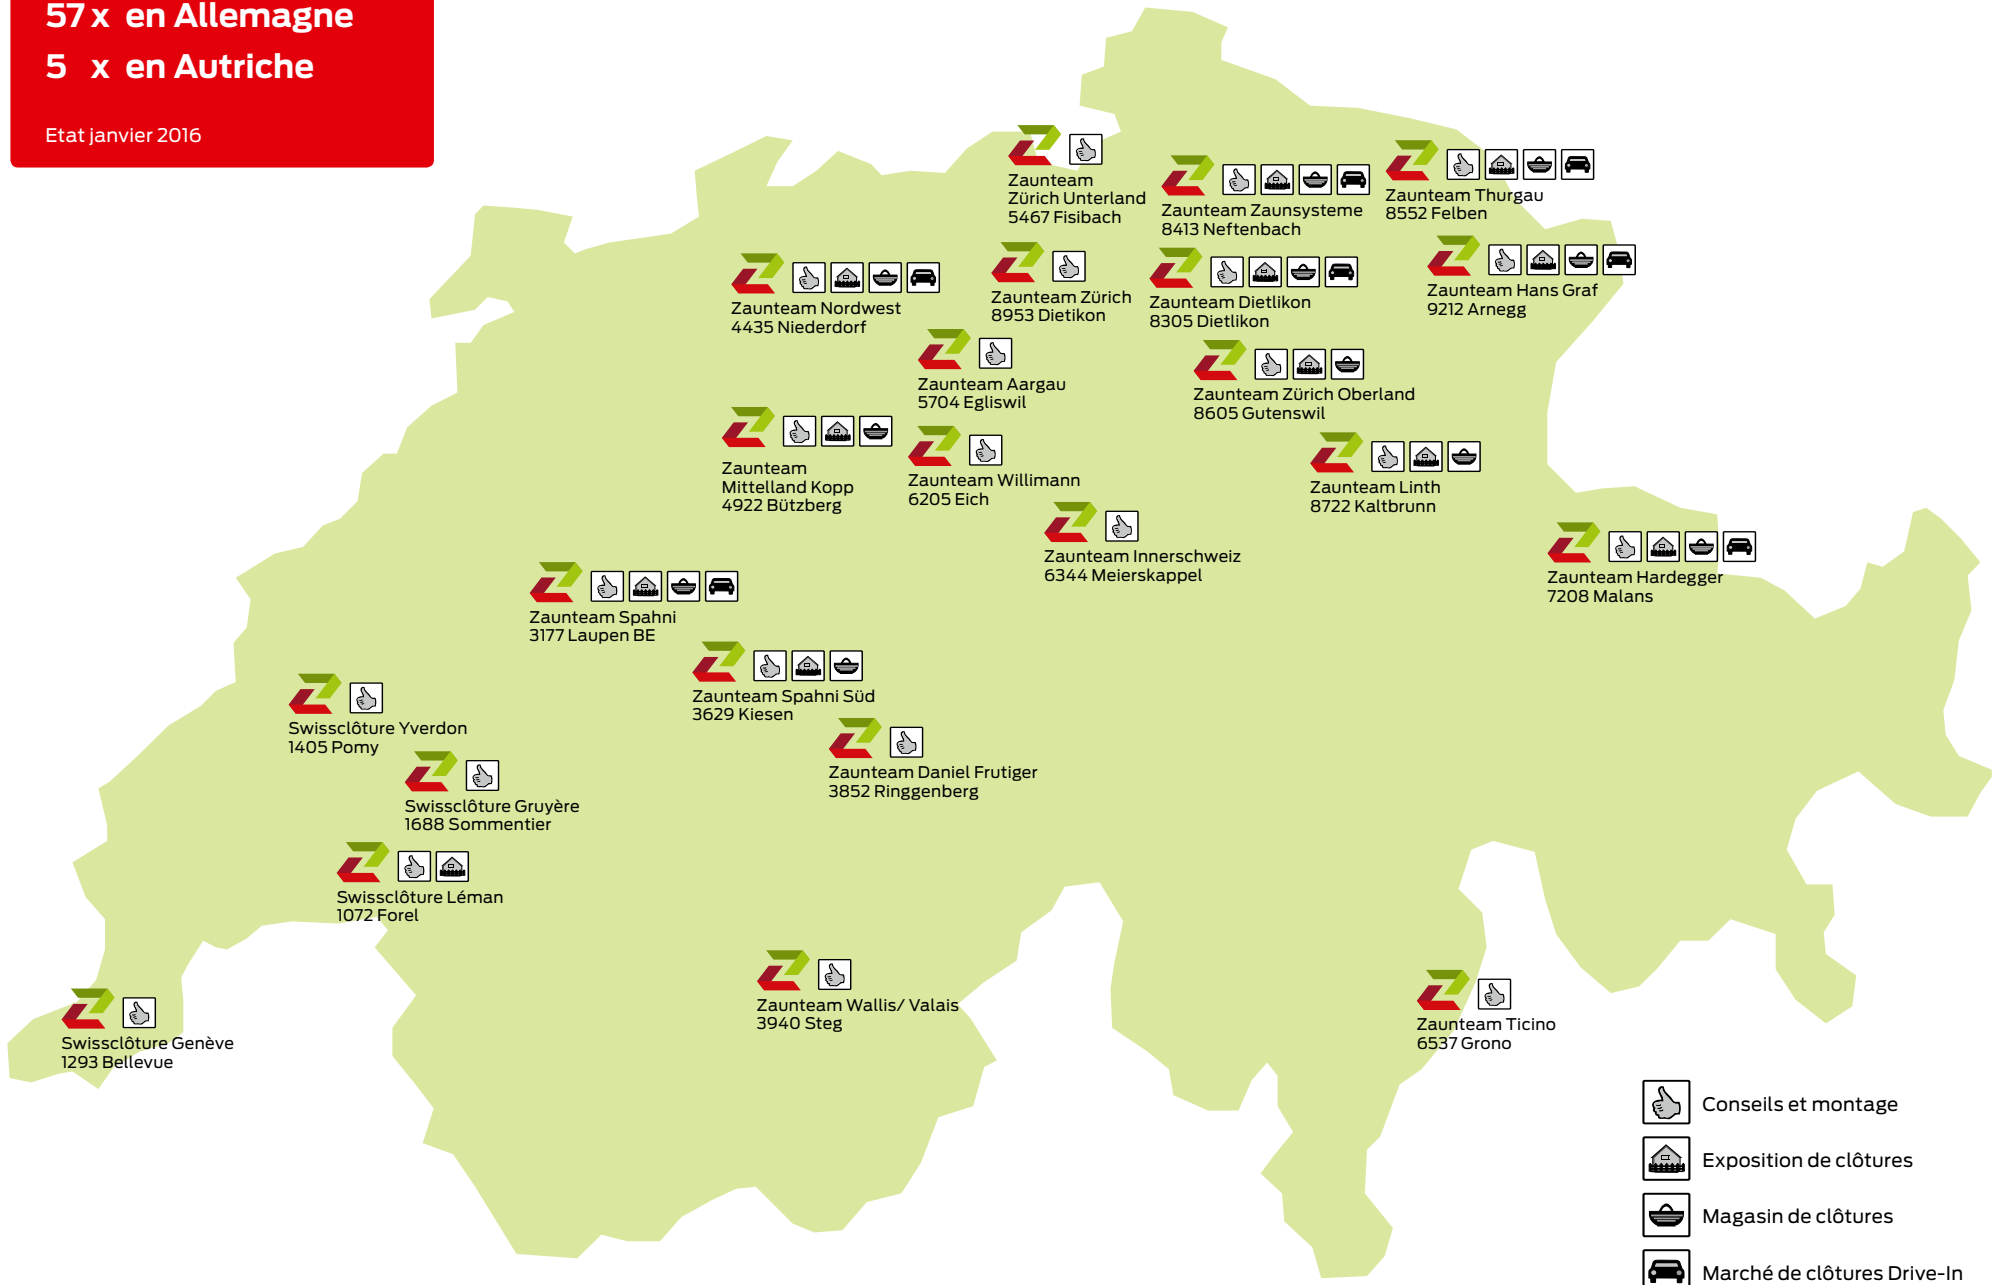 57 x en Allemagne
5 x en Autriche
Etat janvier 2016
Zaunteam
Zürich Unterland
5467 Fisibach
Zaunteam Zaunsysteme
8413 Neftenbach
Zaunteam Thurgau
8552 Felben
Zaunteam Nordwest
4435 Niederdorf
Zaunteam Zürich
8953 Dietikon
Zaunteam Dietlikon
8305 Dietlikon
Zaunteam Hans Graf
9212 Arnegg
Zaunteam Aargau
5704 Egliswil
Zaunteam Zürich Oberland
8605 Gutenswil
Zaunteam
Mittelland Kopp
4922 Bützberg
Zaunteam Willimann
6205 Eich
Zaunteam Linth
8722 Kaltbrunn
Zaunteam Innerschweiz
6344 Meierskappel
Zaunteam Hardegger
7208 Malans
Zaunteam Spahni
3177 Laupen BE
Zaunteam Spahni Süd
3629 Kiesen
Swissclôture Yverdon
1405 Pomy
Zaunteam Daniel Frutiger
3852 Ringgenberg
Swissclôture Gruyère
1688 Sommentier
Swissclôture Léman
1072 Forel
Zaunteam Wallis/ Valais
3940 Steg
Zaunteam Ticino
6537 Grono
Swissclôture Genève
1293 Bellevue
Conseils et montage
Exposition de clôtures
Magasin de clôtures
Marché de clôtures Drive-In